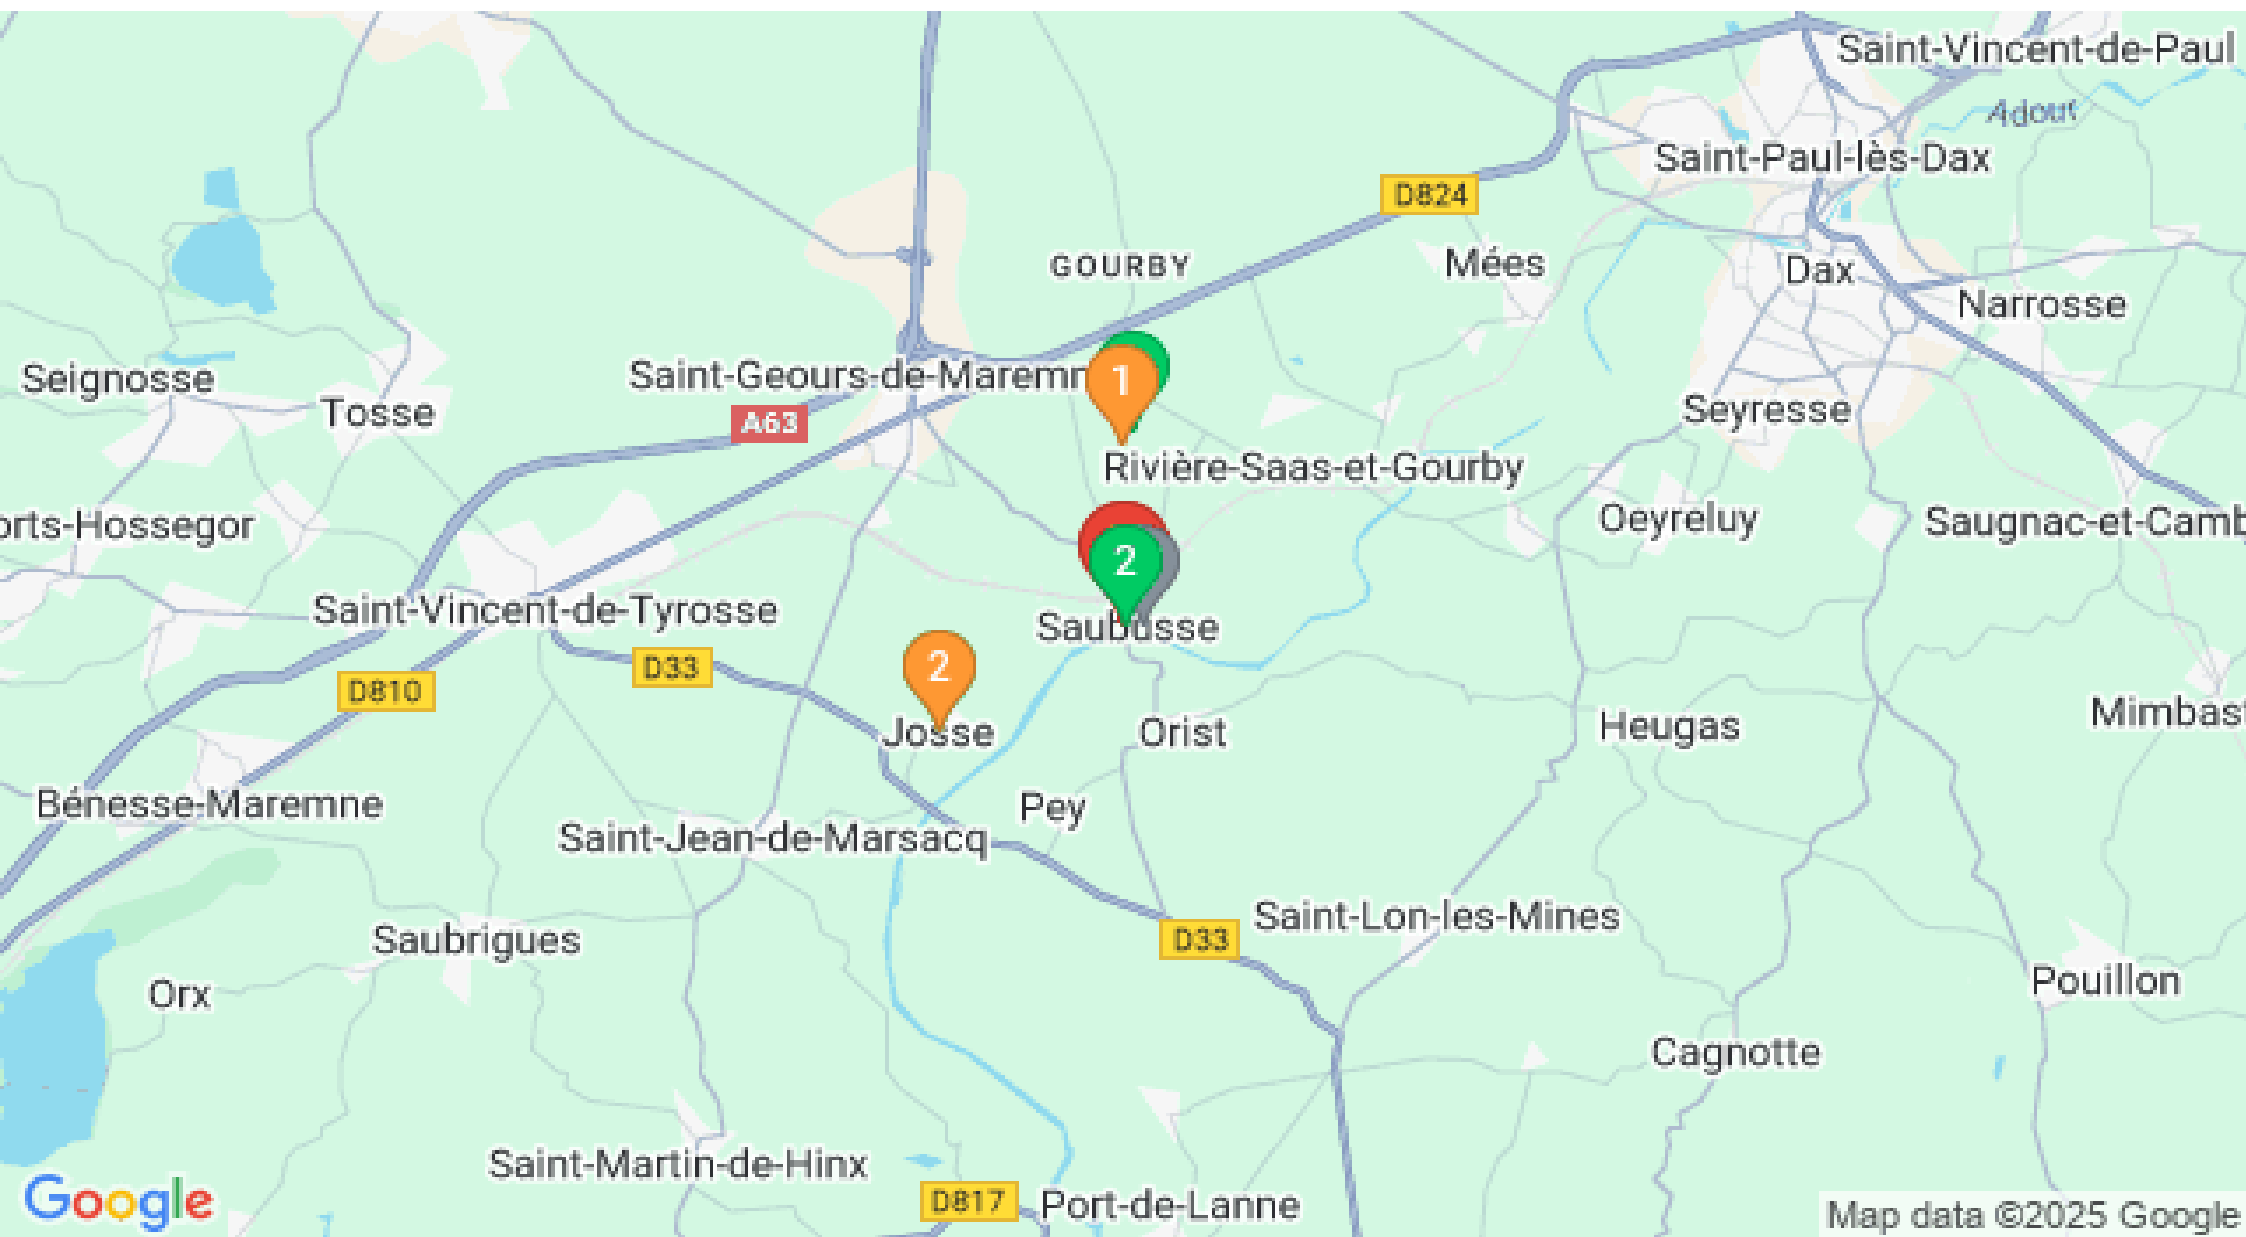 Saint-Vincent-de-Paul
Adour
Saint-Paul-lès-Dax
D824
GOURBY
Mées
Dax
Narrosse
Seignosse
Saint-Geours-de-Maremn
1
Tosse
A63
Seyresse
Rivière-Saas-et-Gourby
orts-Hossegor
Oeyreluy
Saugnac-et-Camb
2
Saint-Vincent-de-Tyrosse
Saubusse
D33
2
D810
Josse
Orist
Heugas
Mimbast
Bénesse-Maremne
Pey
Saint-Jean-de-Marsacq
Saint-Lon-les-Mines
Saubrigues
D33
Orx
Pouillon
Cagnotte
Saint-Martin-de-Hinx
D817
Port-de-Lanne
Google
Map data ©2025 Google